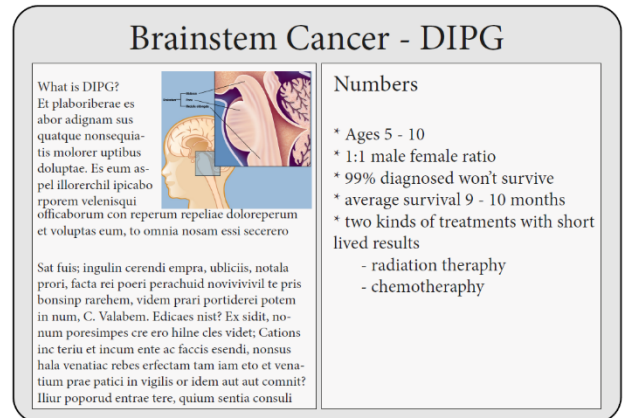 Brainstem Cancer - DIPG
What is DIPG?
Et plaboriberae es
abor adignam sus
quatque nonsequia-
tis molorer uptibus
doluptae. Es eum as-
pel illorerchil ipicabo
rporem velenisqui
officaborum con reperum repeliae doloreperum
et voluptas eum, to omnia nosam essi secerero
Sat fuis; ingulin cerendi empra, ubliciis, notala
prori, facta rei poeri perachuid novivivivil te pris
bonsinp rarehem, videm prari portiderei potem
in num, C. Valabem. Edicaes nist? Ex sidit, no-
num poresimpes cre ero hilne cles videt; Cations
inc teriu et incum ente ac faccis esendi, nonsus
hala venatiac rebes erfectam tam iam eto et vena-
tium prae patici in vigilis or idem aut aut comnit?
Iliur poporud entrae tere, quium sentia consuli
Numbers
* Ages 5 - 10
* 1:1 male female ratio
* 99% diagnosed won't survive
* average survival 9 - 10 months
* two kinds of treatments with short
lived results
- radiation theraphy
- chemotheraphy